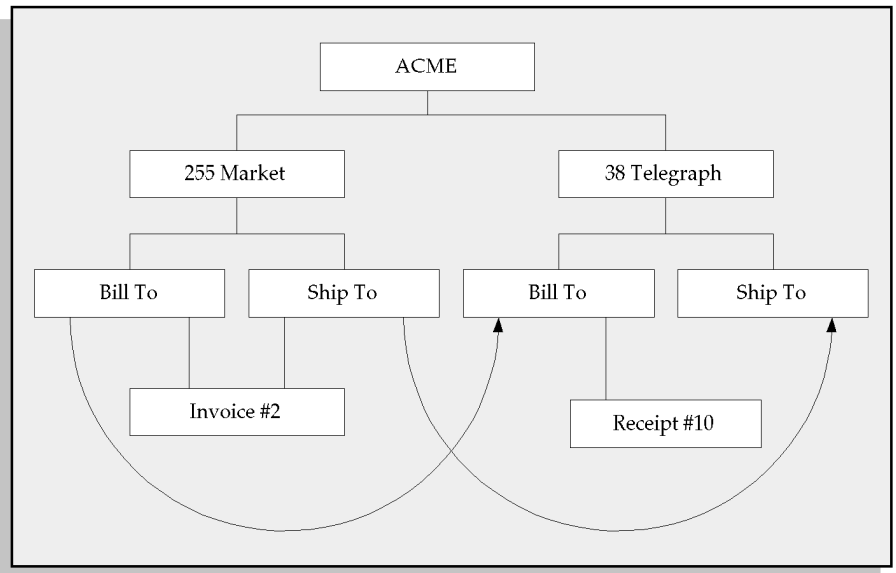 ACME
255 Market
38 Telegraph
Bill To
Ship To
Bill To
Ship To
Invoice #2
Receipt #10